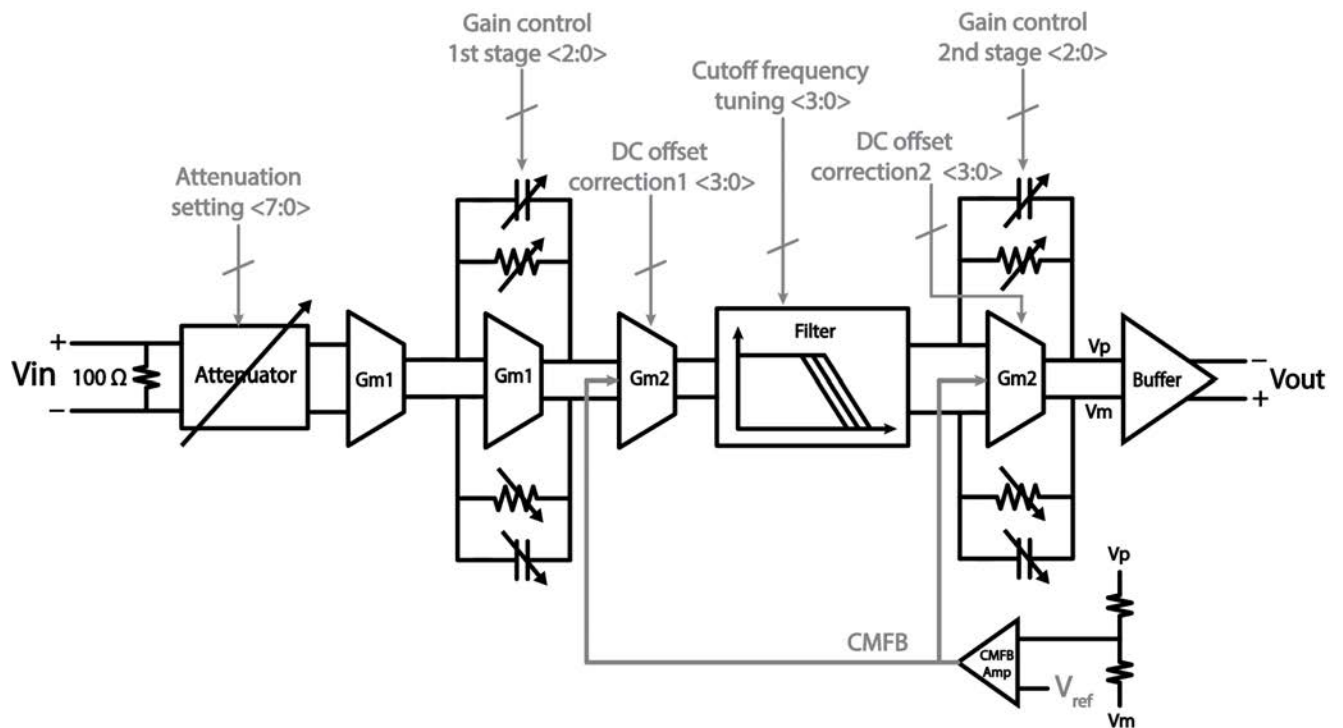 Gain control
1st stage <2:0>
Gain control
2nd stage <2:0>
Cutoff frequency
tuning <3:0>
DC offset
correction1 <3:0>
DC offset
correction2 <3:0>
Attenuation
setting <7:0>
Filter
+
Vin
100 Ω
−
Attenuator
Gm1
Gm1
Gm2
Gm2
Vp
Vm
Buffer
−
Vout
+
Vp
CMFB
CMFB
Amp
Vref
Vm